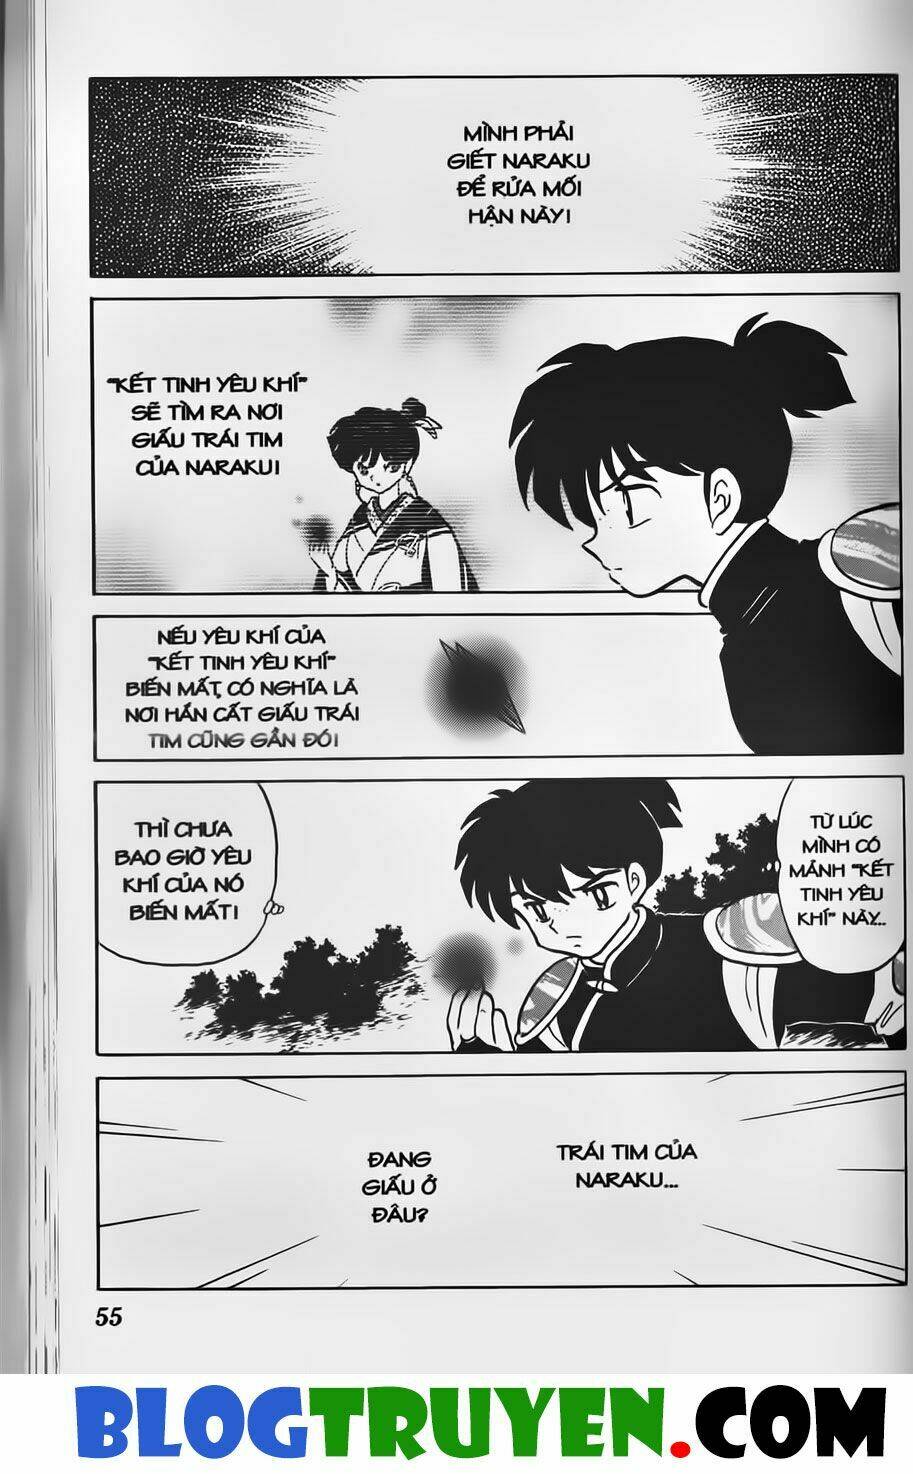 MÌNH PHẢI
GIẾT NARAKU
ĐỂ RỬA MỐI
HẬN NÀY!
"KẾT TINH YÊU KHÍ"
SẼ TÌM RA NƠI
GIẤU TRÁI TIM
CỦA NARAKU!
NẾU YÊU KHÍ CỦA
"KẾT TINH YÊU KHÍ"
BIẾN MẤT, CÓ NGHĨA LÀ
NƠI HẮN CẤT GIẤU TRÁI
TIM CŨNG GẦN ĐÓ!
TỪ LÚC
MÌNH CÓ
MẢNH "KẾT
TINH YÊU
KHÍ" NÀY...
THÌ CHƯA
BAO GIỜ YÊU
KHÍ CỦA NÓ
BIẾN MẤT!
TRÁI TIM CỦA
NARAKU...
ĐANG
GIẤU Ở
ĐÂU?
55
BLOGTRUYEN.COM